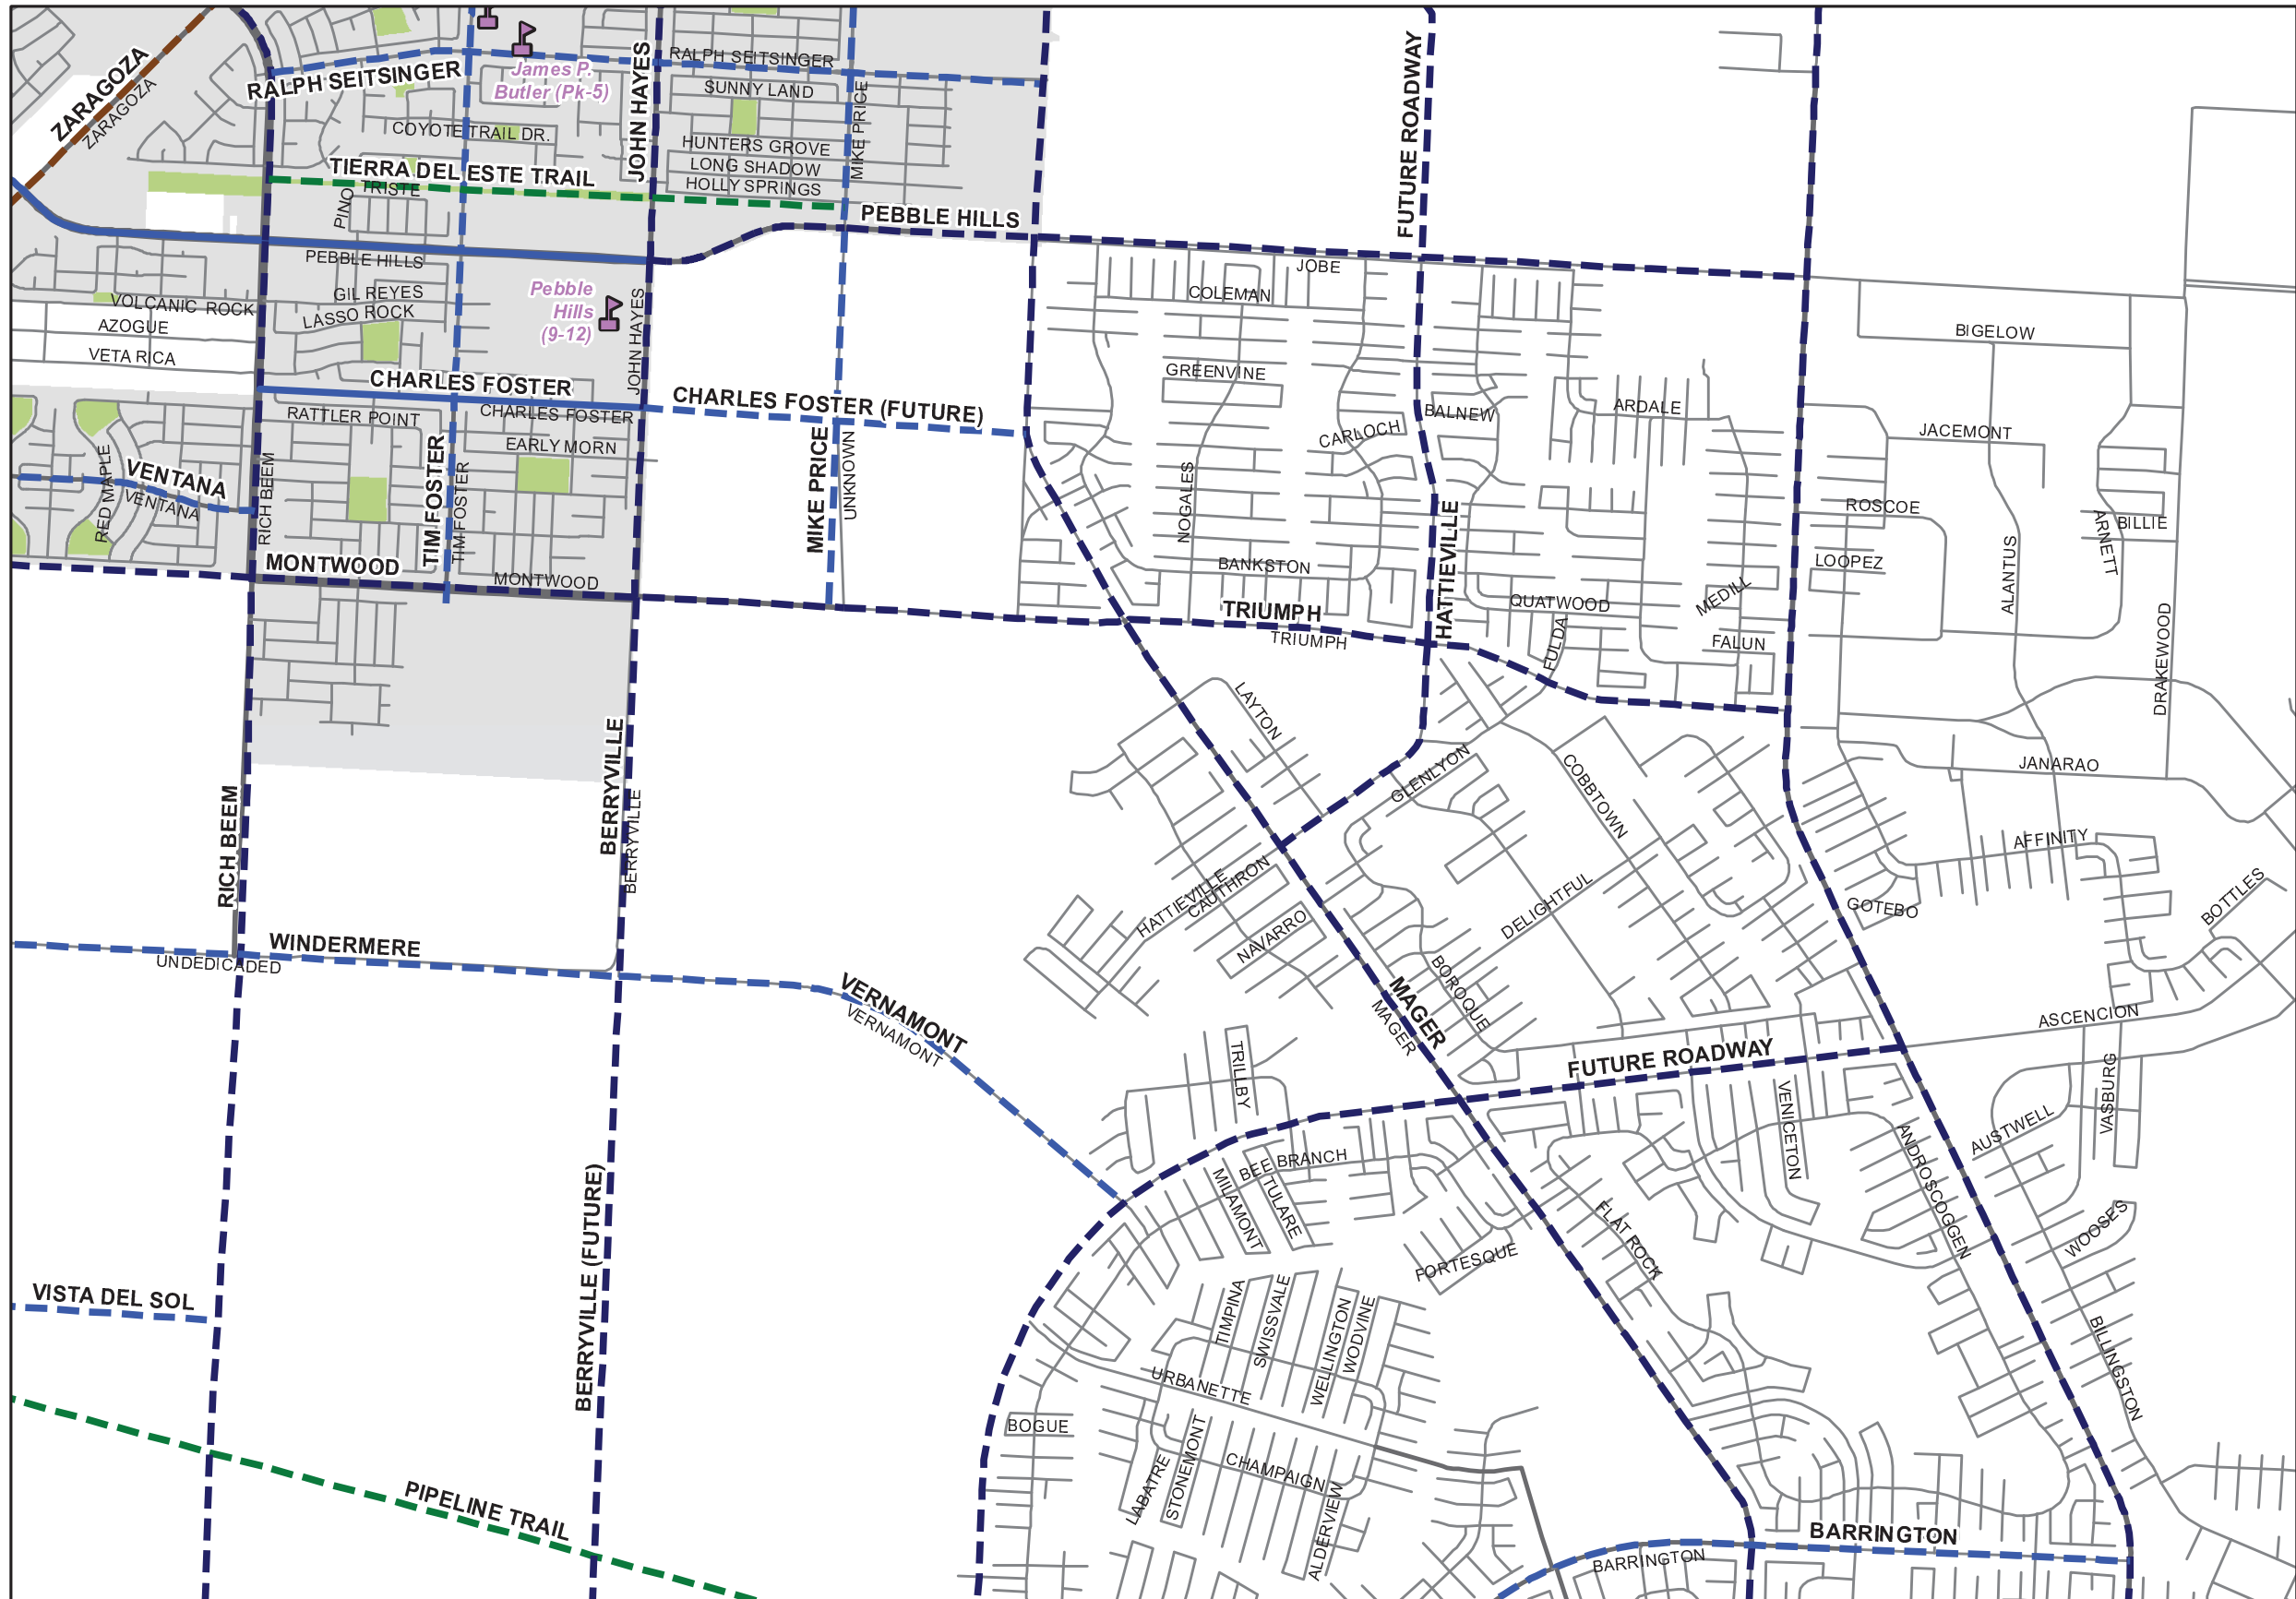 ZARAGOZA
ZARAGOZA
RALPH SEITSINGER
James P.
Butler (Pk-5)
JOHN HAYES
RALPH SEITSINGER
SUNNY LAND
MIKE PRICE
COYOTE TRAIL DR.
HUNTERS GROVE
LONG SHADOW
HOLLY SPRINGS
TIERRA DEL ESTE TRAIL
TRISTE
PINO
PEBBLE HILLS
FUTURE ROADWAY
PEBBLE HILLS
JOBE
Pebble
Hills
(9-12)
JOHN HAYES
GIL REYES
LASSO ROCK
VOLCANIC ROCK
AZOGUE
VETA RICA
COLEMAN
BIGELOW
GREENVINE
CHARLES FOSTER
CHARLES FOSTER (FUTURE)
RATTLER POINT
CHARLES FOSTER
EARLY MORN
BALNEW
ARDALE
CARLOCH
JACEMONT
RED MAPLE
VENTANA
VENTANA
RICH BEEM
TIM FOSTER
TIM FOSTER
MIKE PRICE
UNKNOWN
NOGALES
HATTIEVILLE
ROSCOE
BILLIE
ARNETT
ALANTUS
LOOPEZ
MONTWOOD
MONTWOOD
BANKSTON
TRIUMPH
TRIUMPH
QUATWOOD
MEDILL
FULDA
FALUN
DRAKEWOOD
LAYTON
BERRYVILLE
BERRYVILLE
RICH BEEM
GLENLYON
COBBTOWN
JANARAO
AFFINITY
HATTIEVILLE
CAUTHRON
NAVARRO
DELIGHTFUL
GOTEBO
BOTTLES
WINDERMERE
UNDEDICADED
VERNAMONT
VERNAMONT
MAGER
MAGER
BOROQUE
ASCENCION
FUTURE ROADWAY
TRILLBY
VENICETON
VASBURG
AUSTWELL
ANDROSCOGGEN
BEE BRANCH
MILAMONT
TULARE
FORTESQUE
FLAT ROCK
WOOSES
BERRYVILLE (FUTURE)
VISTA DEL SOL
TIMPINA
SWISSVALE
WELLINGTON
WODVINE
BILLINGSTON
URBANETTE
BOGUE
LABATRE
STONEMONT
CHAMPAIGN
ALDERVIEW
PIPELINE TRAIL
BARRINGTON
BARRINGTON